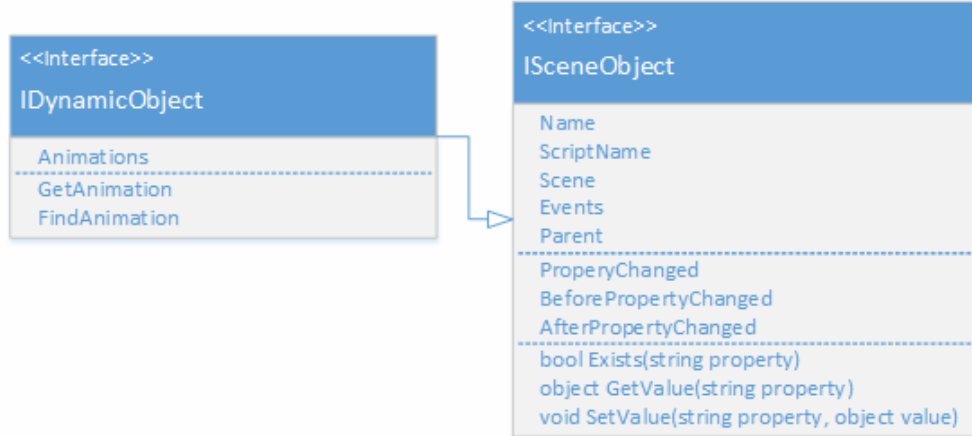 <<Interface>>
IDynamicObject
Animations
GetAnimation
FindAnimation
<<Interface>>
ISceneObject
Name
ScriptName
Scene
Events
Parent
ProperyChanged
BeforePropertyChanged
AfterPropertyChanged
bool Exists(string property)
object GetValue(string property)
void SetValue(string property, object value)